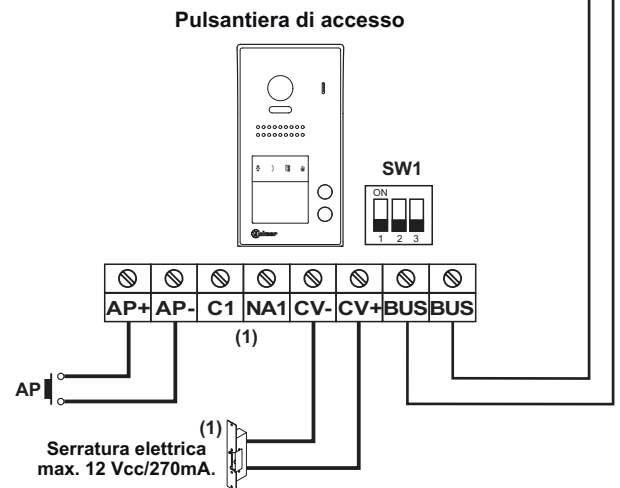 Pulsantiera di accesso
SW1
ON
1 2 3
AP+ AP- C1 NA1 CV- CV+ BUS BUS
(1)
AP
(1)
Serratura elettrica
max. 12 Vcc/270mA.